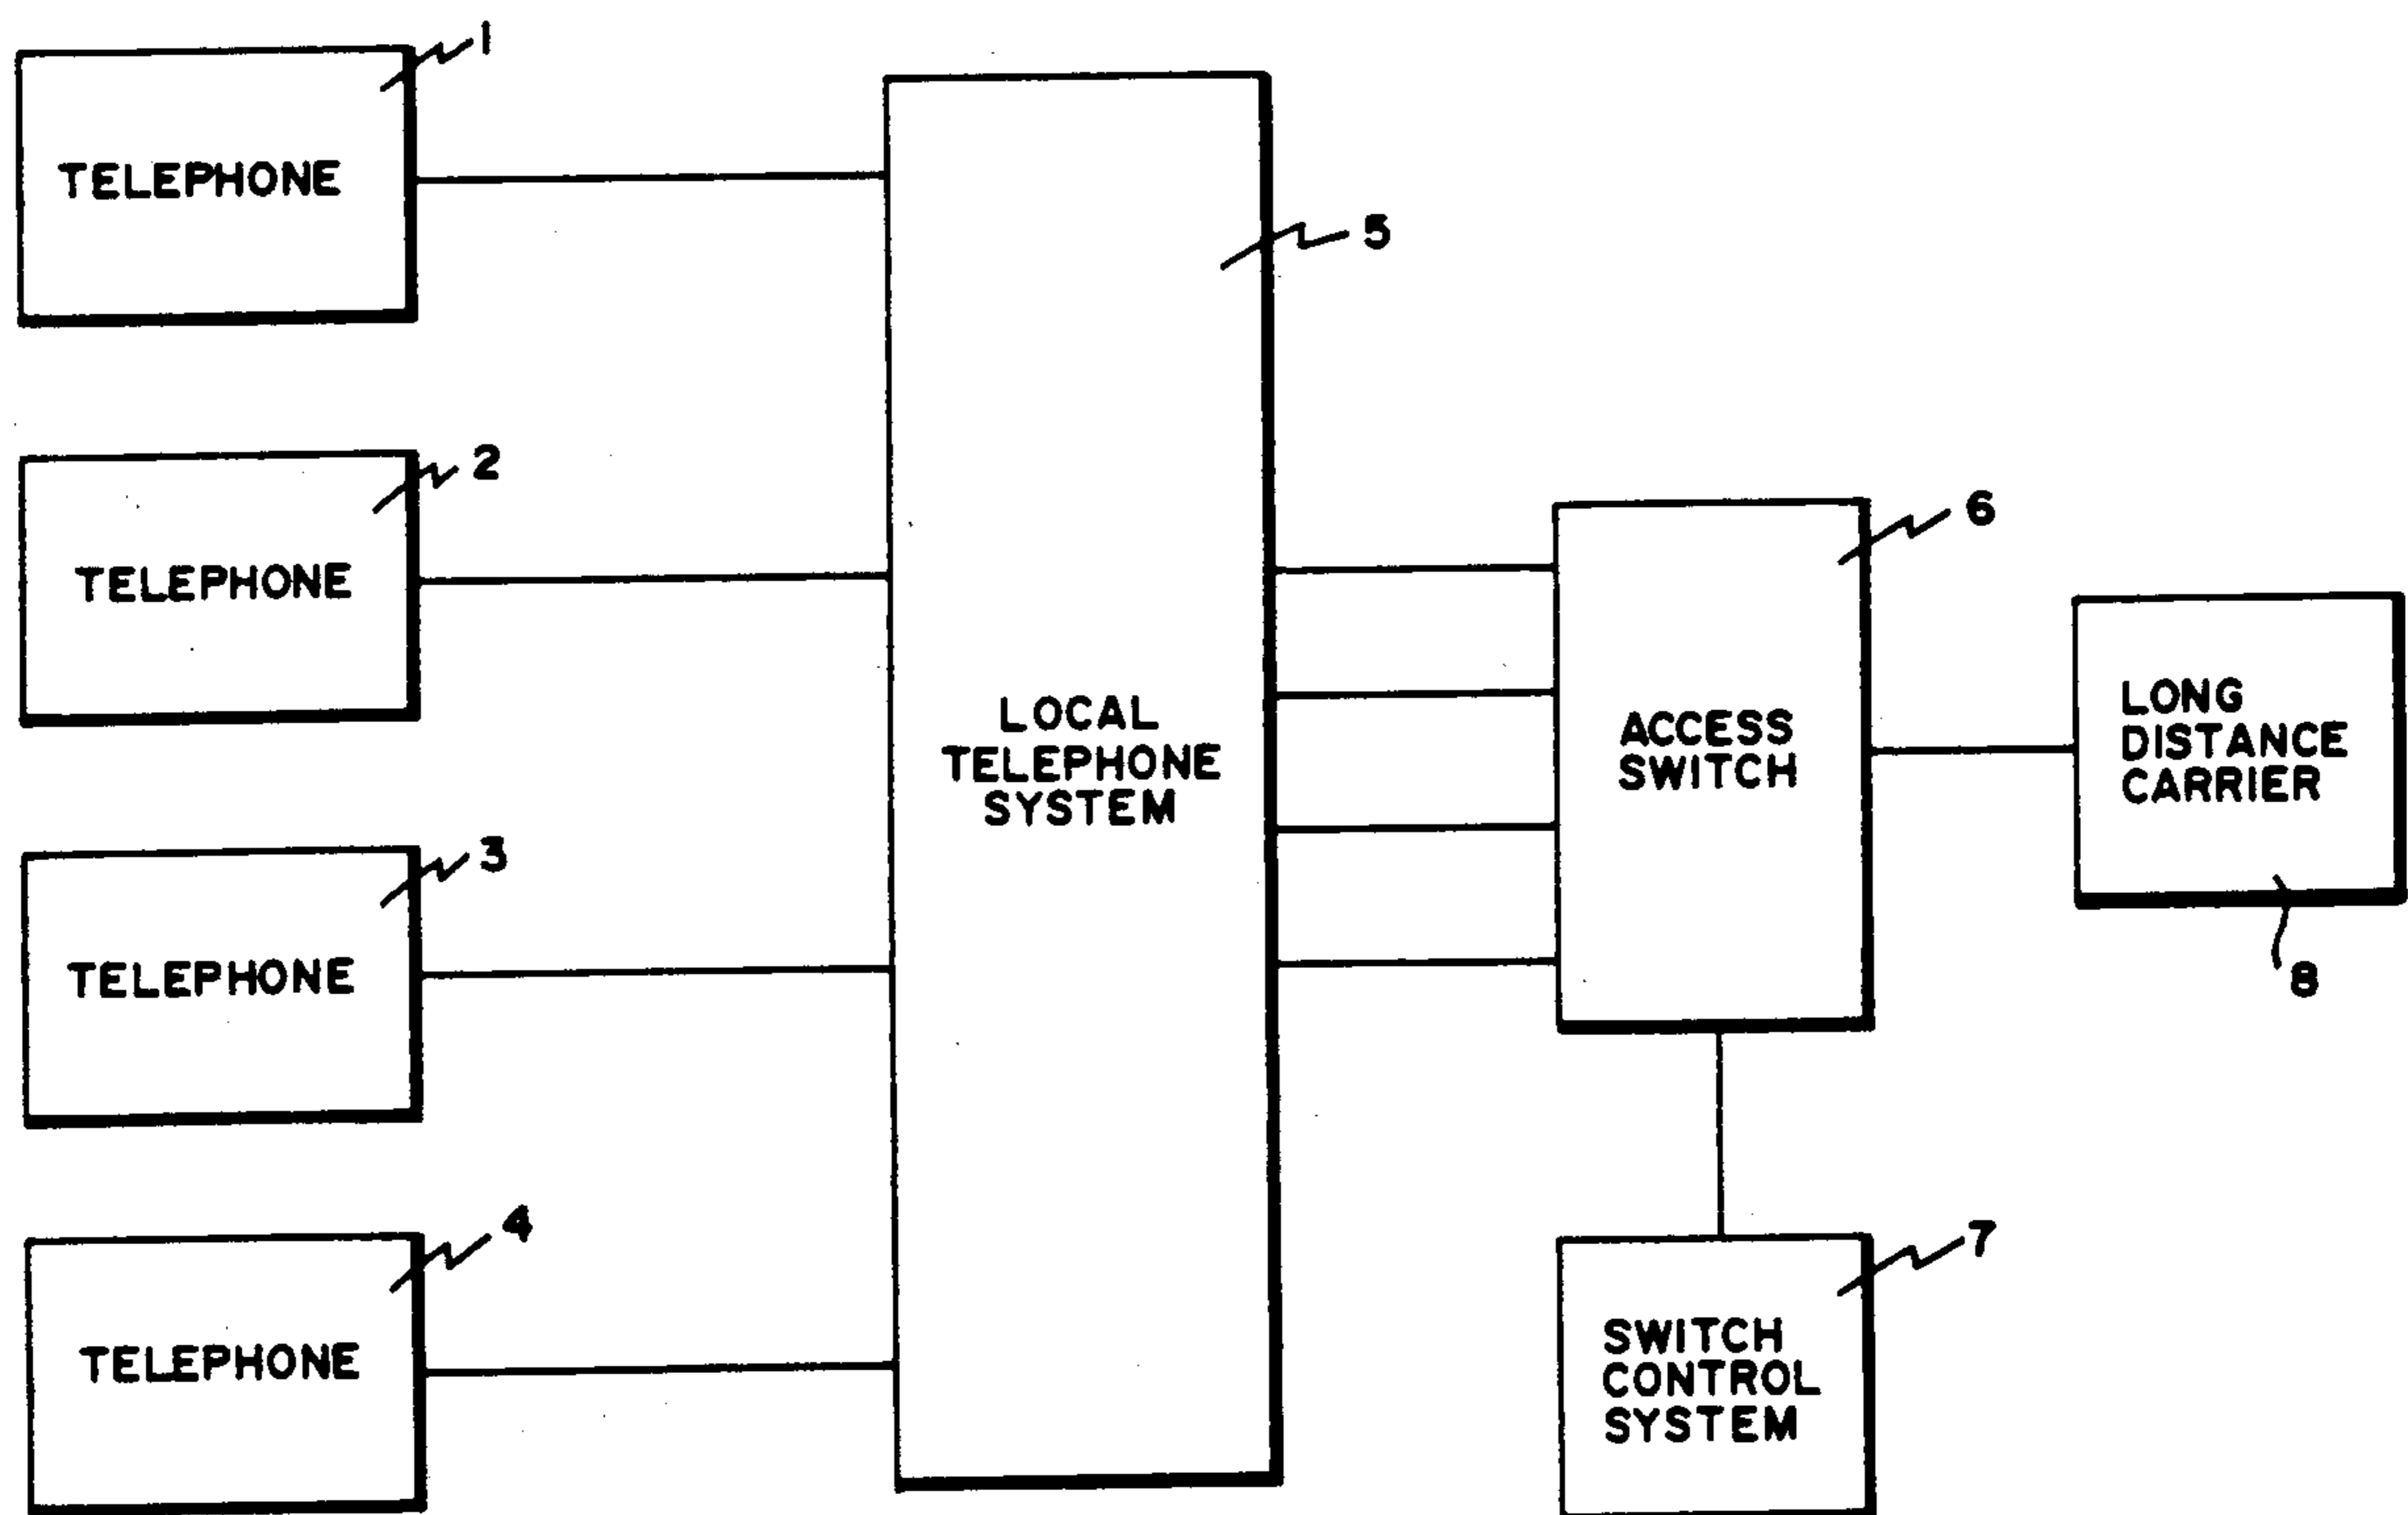 1
TELEPHONE
2
TELEPHONE
3
TELEPHONE
4
TELEPHONE
5
LOCAL
TELEPHONE
SYSTEM
6
ACCESS
SWITCH
7
SWITCH
CONTROL
SYSTEM
LONG
DISTANCE
CARRIER
8